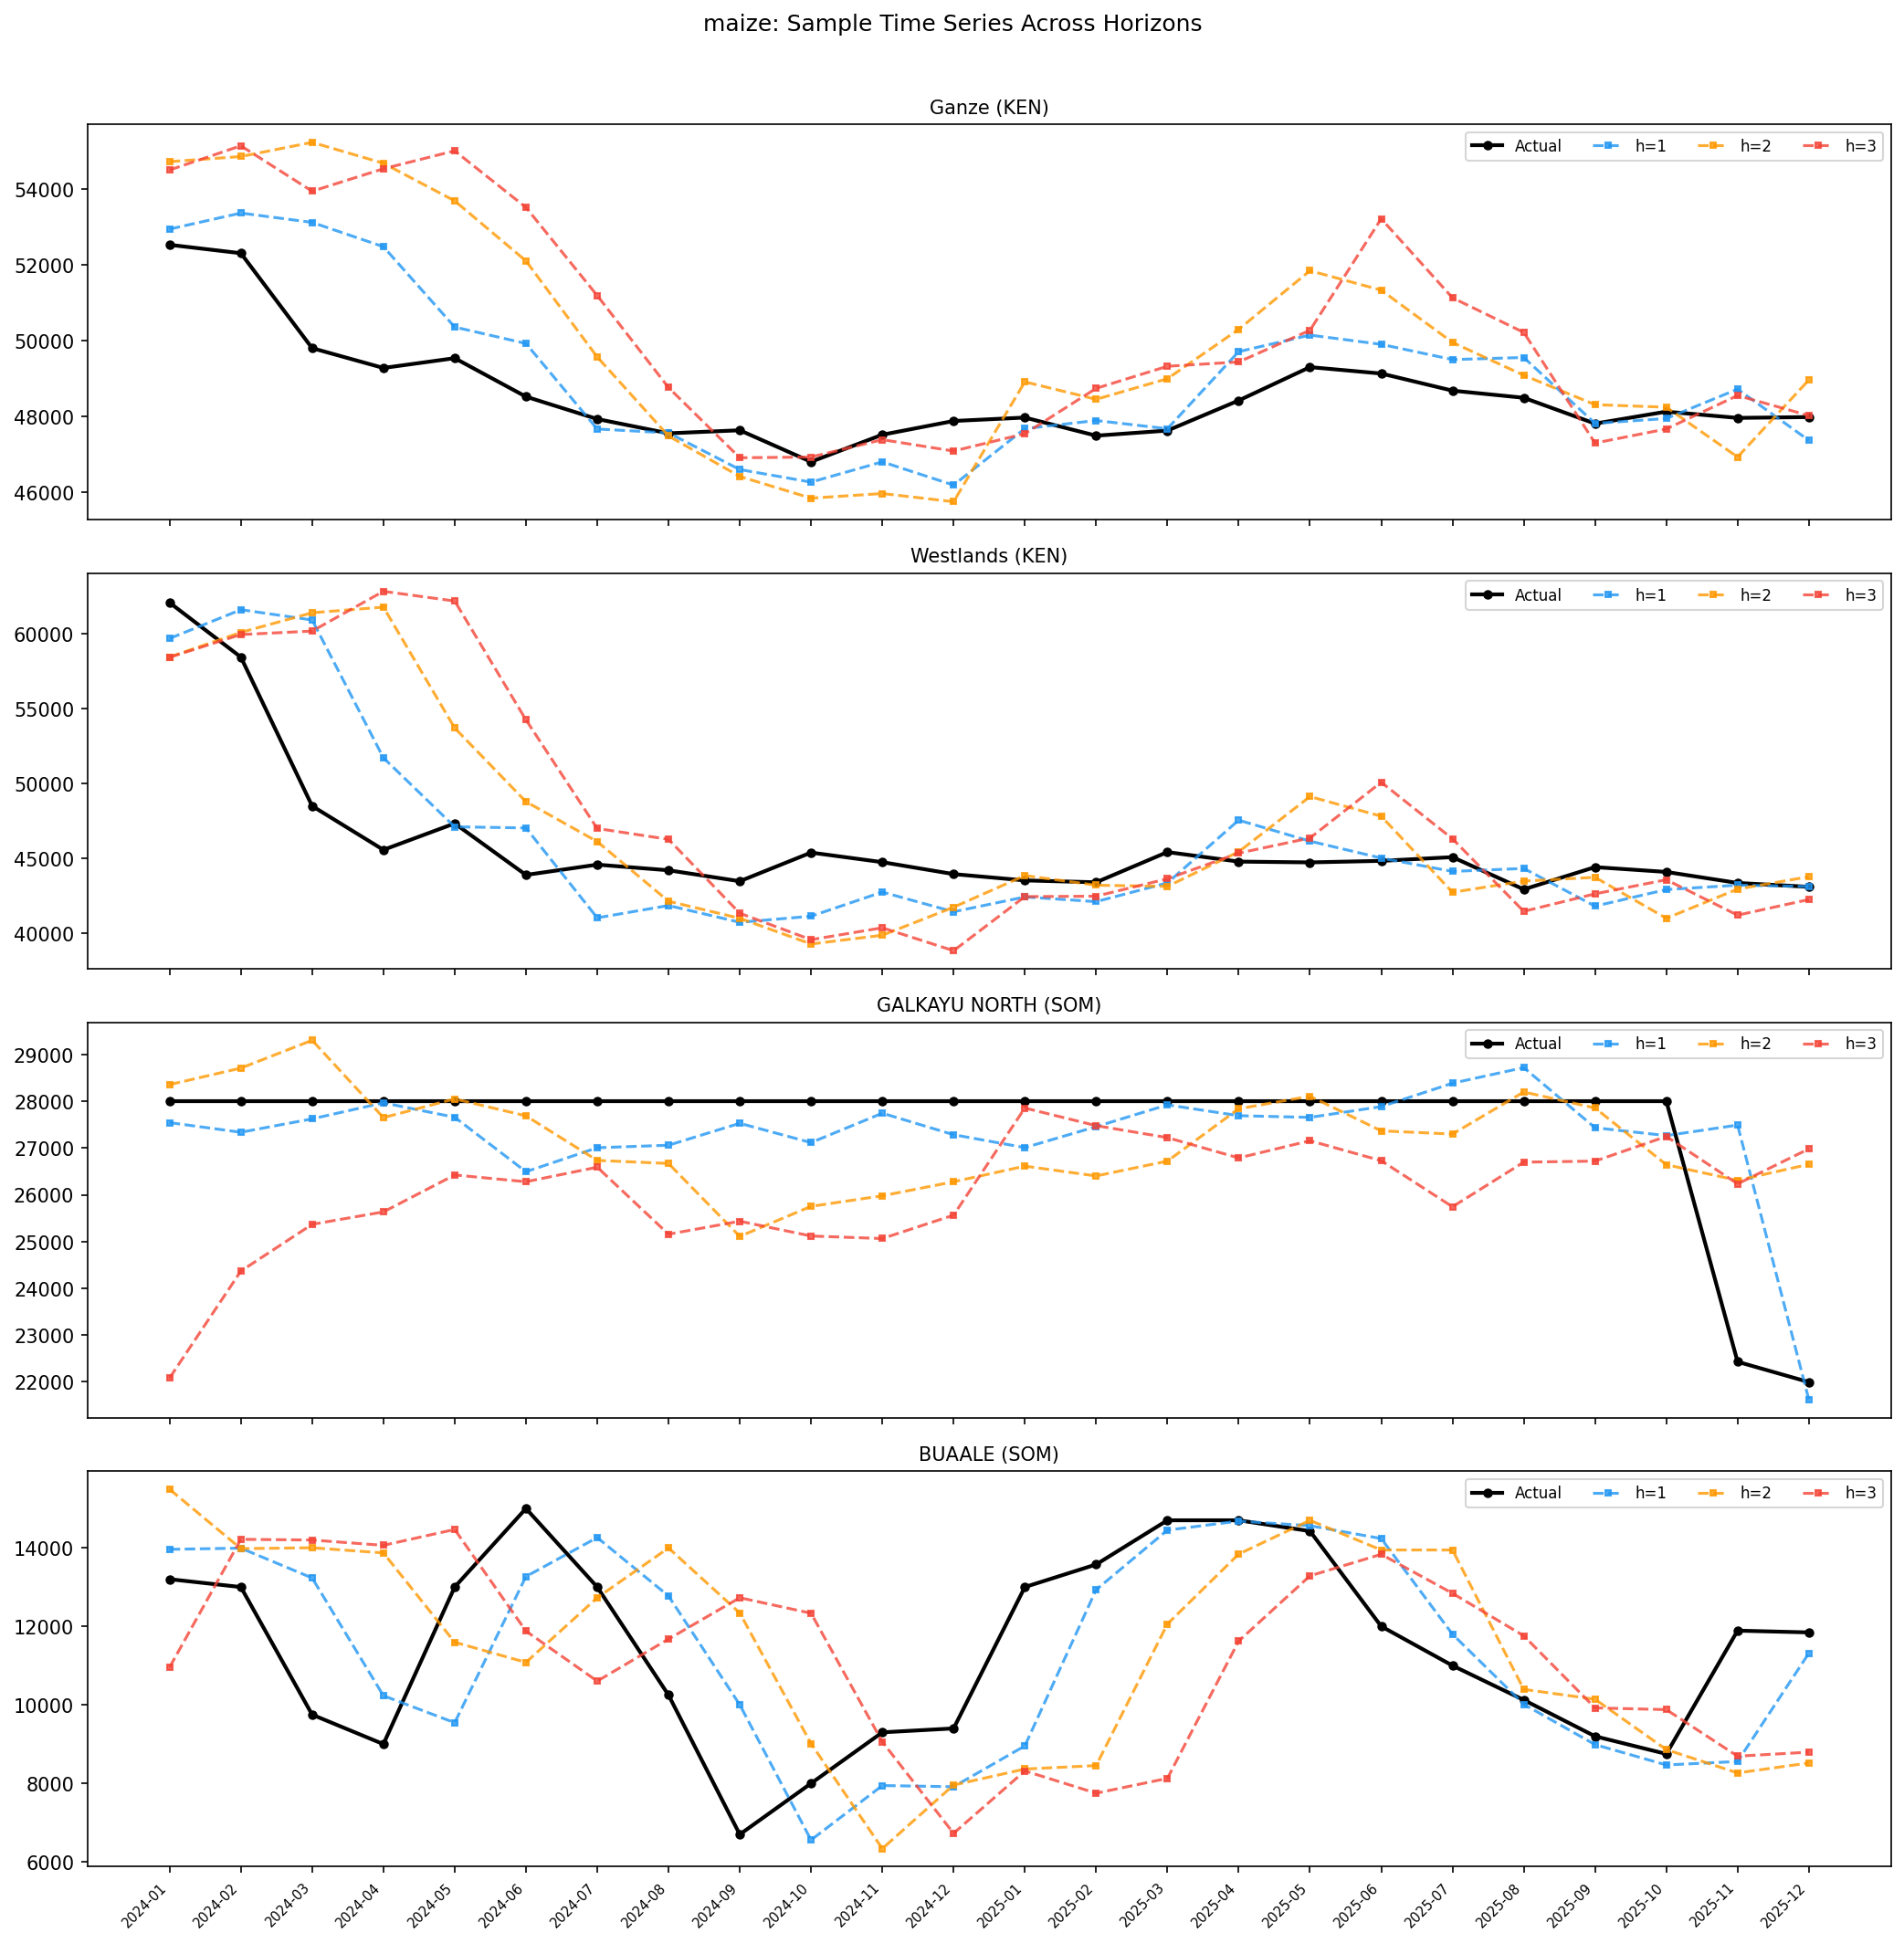 maize: Sample Time Series Across Horizons
Ganze (KEN)
Actual h=1 h=2 h=3
54000
52000
50000
48000
46000
Westlands (KEN)
Actual h=1 h=2 h=3
60000
55000
50000
45000
40000
GALKAYU NORTH (SOM)
Actual h=1 h=2 h=3
29000
28000
27000
26000
25000
24000
23000
22000
BUAALE (SOM)
Actual h=1 h=2 h=3
14000
12000
10000
8000
6000
2024-01 2024-02 2024-03 2024-04 2024-05 2024-06 2024-07 2024-08 2024-09 2024-10 2024-11 2024-12 2025-01 2025-02 2025-03 2025-04 2025-05 2025-06 2025-07 2025-08 2025-09 2025-10 2025-11 2025-12